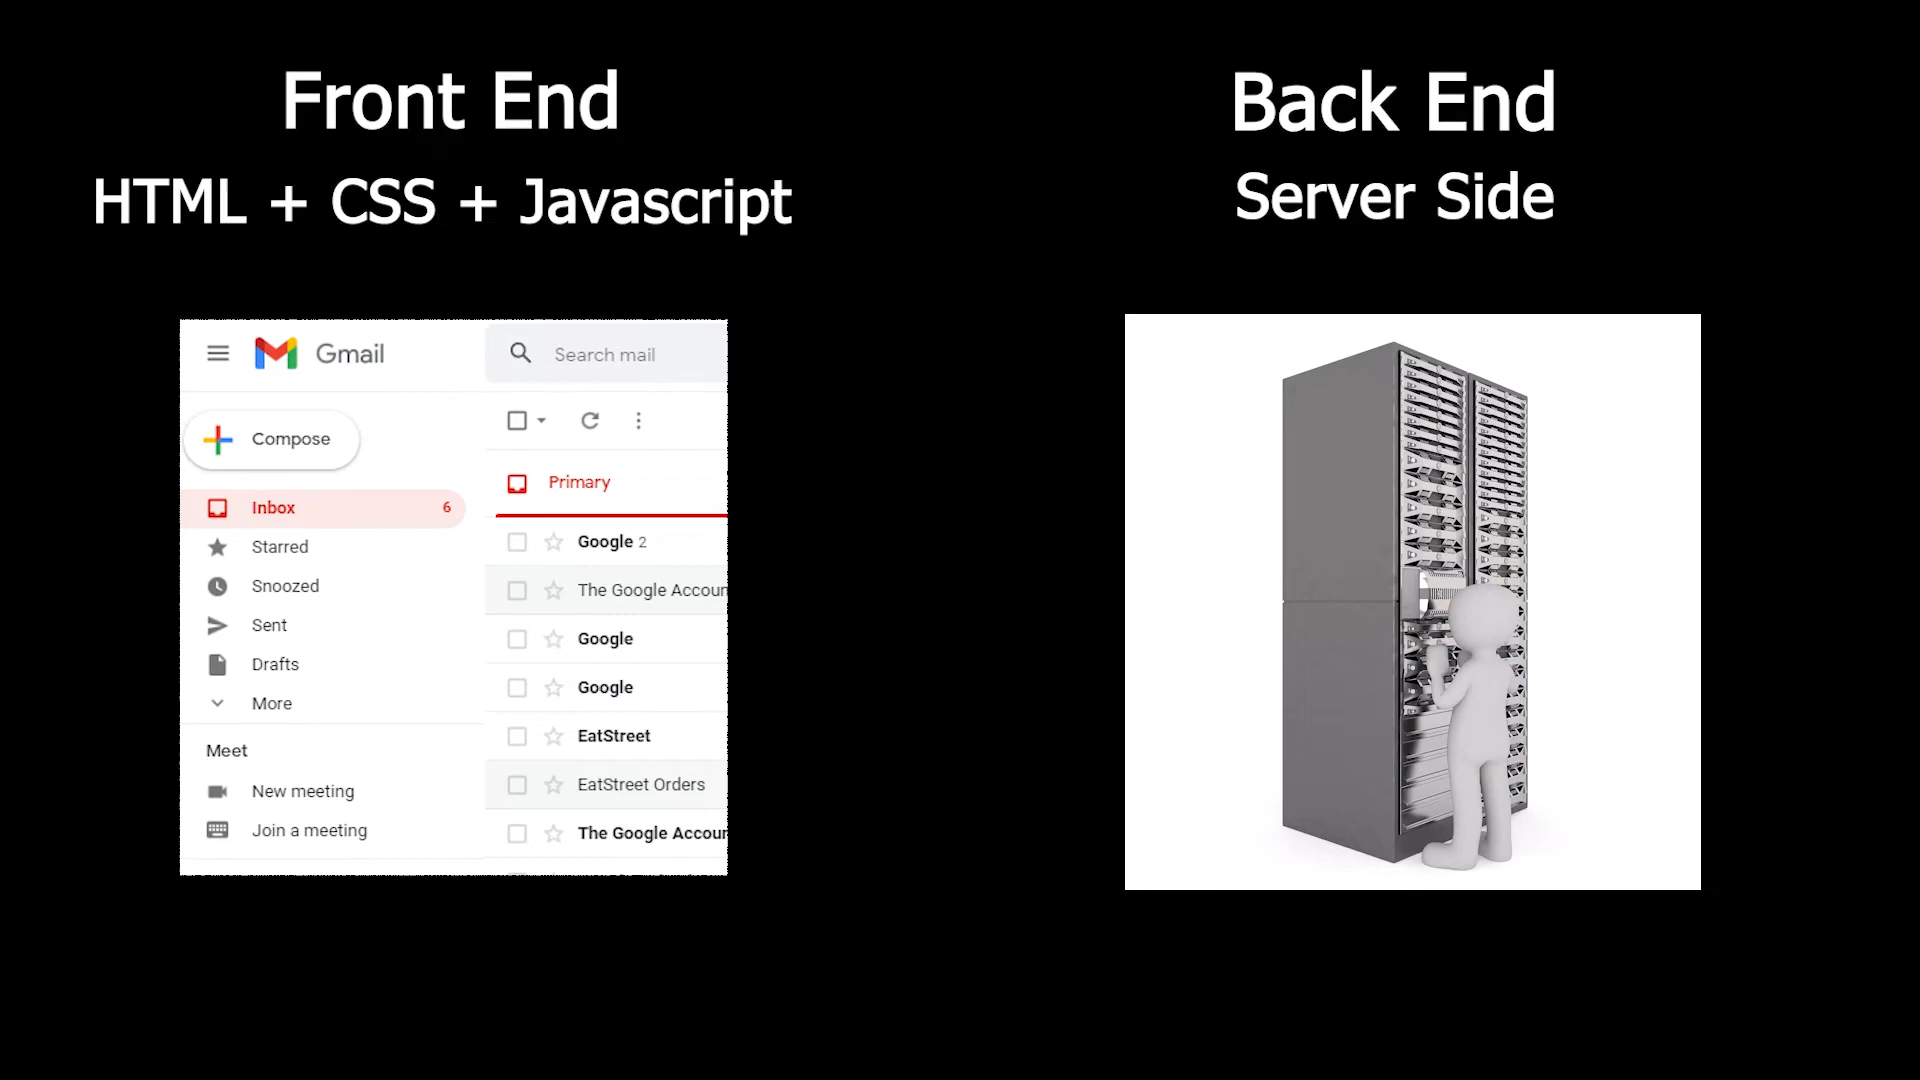 Front End
HTML + CSS + Javascript
Back End
Server Side
Gmail
Search mail
Compose
Primary
Inbox 6
Starred
Snoozed
Sent
Drafts
More
Meet
New meeting
Join a meeting
Google 2
The Google Accoun
Google
Google
EatStreet
EatStreet Orders
The Google Accoun